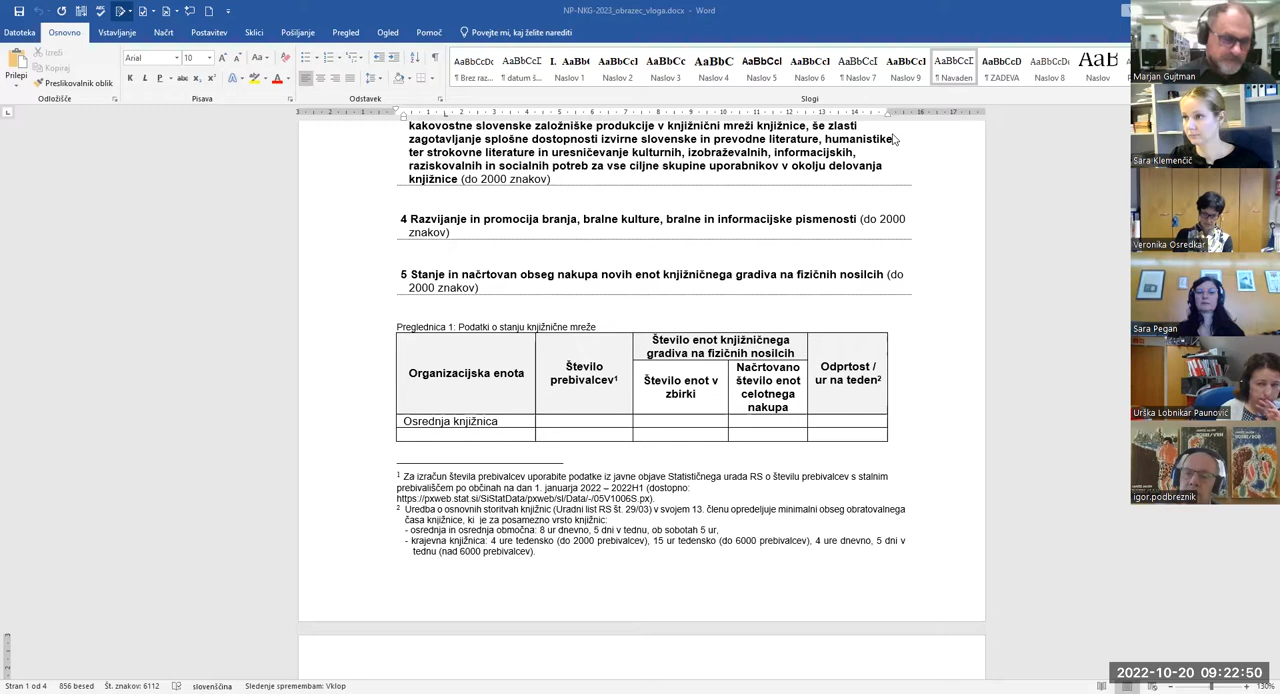 NP-NKG-2023_obrazec_vloga.docx - Word
Datoteka Osnovno Vstavljanje Načrt Postavitev Sklici Pošiljanje Pregled Ogled Pomoč Povejte mi, kaj želite narediti
Prilepi
Izreži
Kopiraj
Preslikovalnik oblik
Odložišče
Arial 10
Pisava
Odstavek
¶ Brez raz... ¶ datum š... Naslov 1 Naslov 2 Naslov 3 Naslov 4 Naslov 5 Naslov 6 ¶ Naslov 7 Naslov 9 ¶ Navaden ¶ ZADEVA Naslov 8 Naslov
Slogi
kakovostne slovenske založniške produkcije v knjižnični mreži knjižnice, še zlasti
zagotavljanje splošne dostopnosti izvirne slovenske in prevodne literature, humanistike
ter strokovne literature in uresničevanje kulturnih, izobraževalnih, informacijskih,
raziskovalnih in socialnih potreb za vse ciljne skupine uporabnikov v okolju delovanja
knjižnice (do 2000 znakov)
4 Razvijanje in promocija branja, bralne kulture, bralne in informacijske pismenosti (do 2000
znakov)
5 Stanje in načrtovan obseg nakupa novih enot knjižničnega gradiva na fizičnih nosilcih (do
2000 znakov)
Preglednica 1: Podatki o stanju knjižnične mreže
Organizacijska enota
Število
prebivalcev¹
Število enot knjižničnega
gradiva na fizičnih nosilcih
Število enot v
zbirki
Načrtovano
število enot
celotnega
nakupa
Odprtost /
ur na teden²
Osrednja knjižnica
¹ Za izračun števila prebivalcev uporabite podatke iz javne objave Statističnega urada RS o številu prebivalcev s stalnim
prebivališčem po občinah na dan 1. januarja 2022 – 2022H1 (dostopno:
https://pxweb.stat.si/SiStatData/pxweb/sl/Data/-/05V1006S.px).
² Uredba o osnovnih storitvah knjižnic (Uradni list RS št. 29/03) v svojem 13. členu opredeljuje minimalni obseg obratovalnega
časa knjižnice, ki je za posamezno vrsto knjižnic:
- osrednja in osrednja območna: 8 ur dnevno, 5 dni v tednu, ob sobotah 5 ur,
- krajevna knjižnica: 4 ure tedensko (do 2000 prebivalcev), 15 ur tedensko (do 6000 prebivalcev), 4 ure dnevno, 5 dni v
tednu (nad 6000 prebivalcev).
Marjan Gujtman
Sara Klemenčič
Veronika Osredkar
Sara Pegan
Urška Lobnikar Paunović
igor.podbreznik
2022-10-20 09:22:50
Stran 1 od 4 856 besed Št. znakov: 6112 slovenščina Sledenje spremembam: Vklop 130%